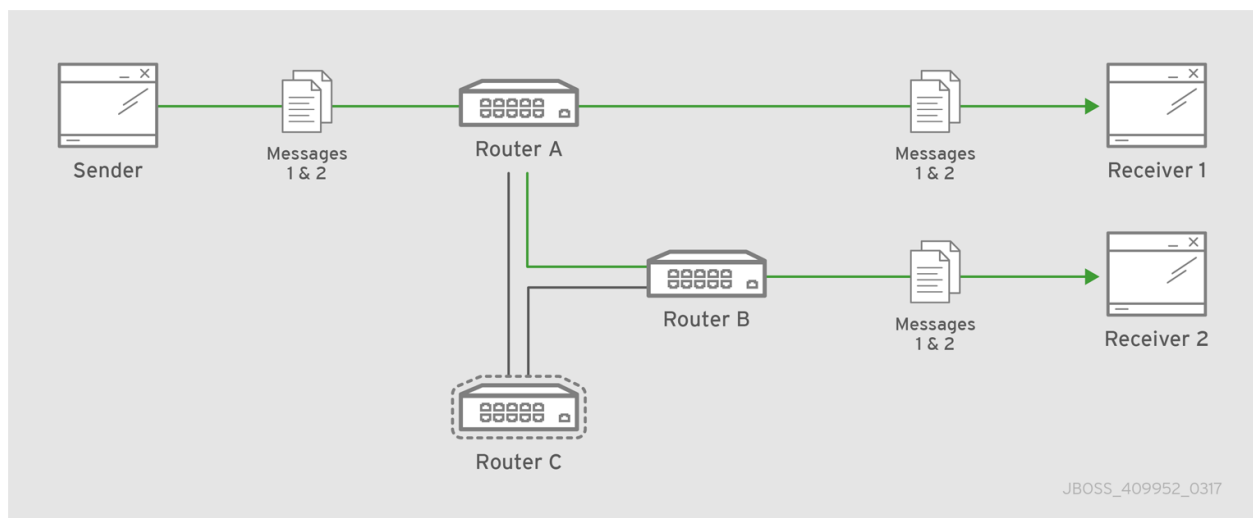 Sender
Messages
1 & 2
Router A
Messages
1 & 2
Receiver 1
Router B
Messages
1 & 2
Receiver 2
Router C
JBOSS_409952_0317